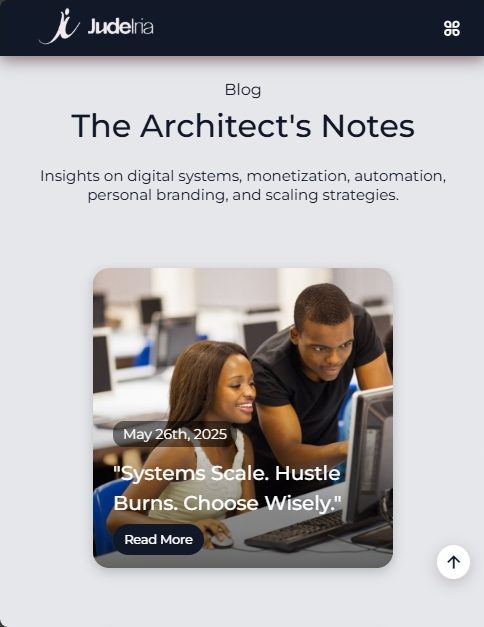 JudeIria
Blog
The Architect's Notes
Insights on digital systems, monetization, automation,
personal branding, and scaling strategies.
May 26th, 2025
"Systems Scale. Hustle
Burns. Choose Wisely."
Read More